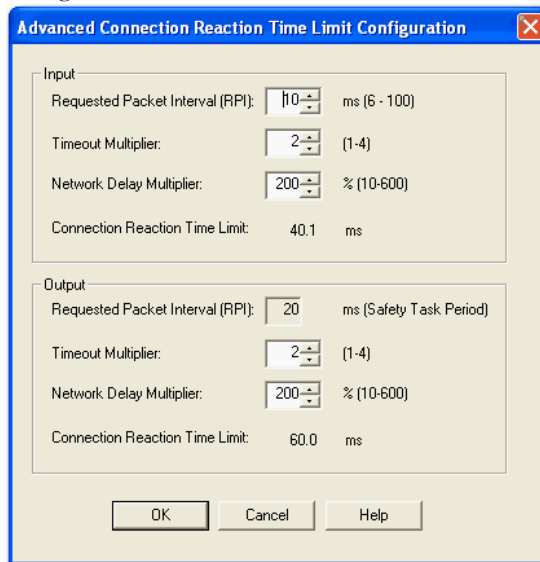 Advanced Connection Reaction Time Limit Configuration
Input
Requested Packet Interval (RPI): 10 ms (6 - 100)
Timeout Multiplier: 2 (1-4)
Network Delay Multiplier: 200 % (10-600)
Connection Reaction Time Limit: 40.1 ms
Output
Requested Packet Interval (RPI): 20 ms (Safety Task Period)
Timeout Multiplier: 2 (1-4)
Network Delay Multiplier: 200 % (10-600)
Connection Reaction Time Limit: 60.0 ms
OK Cancel Help